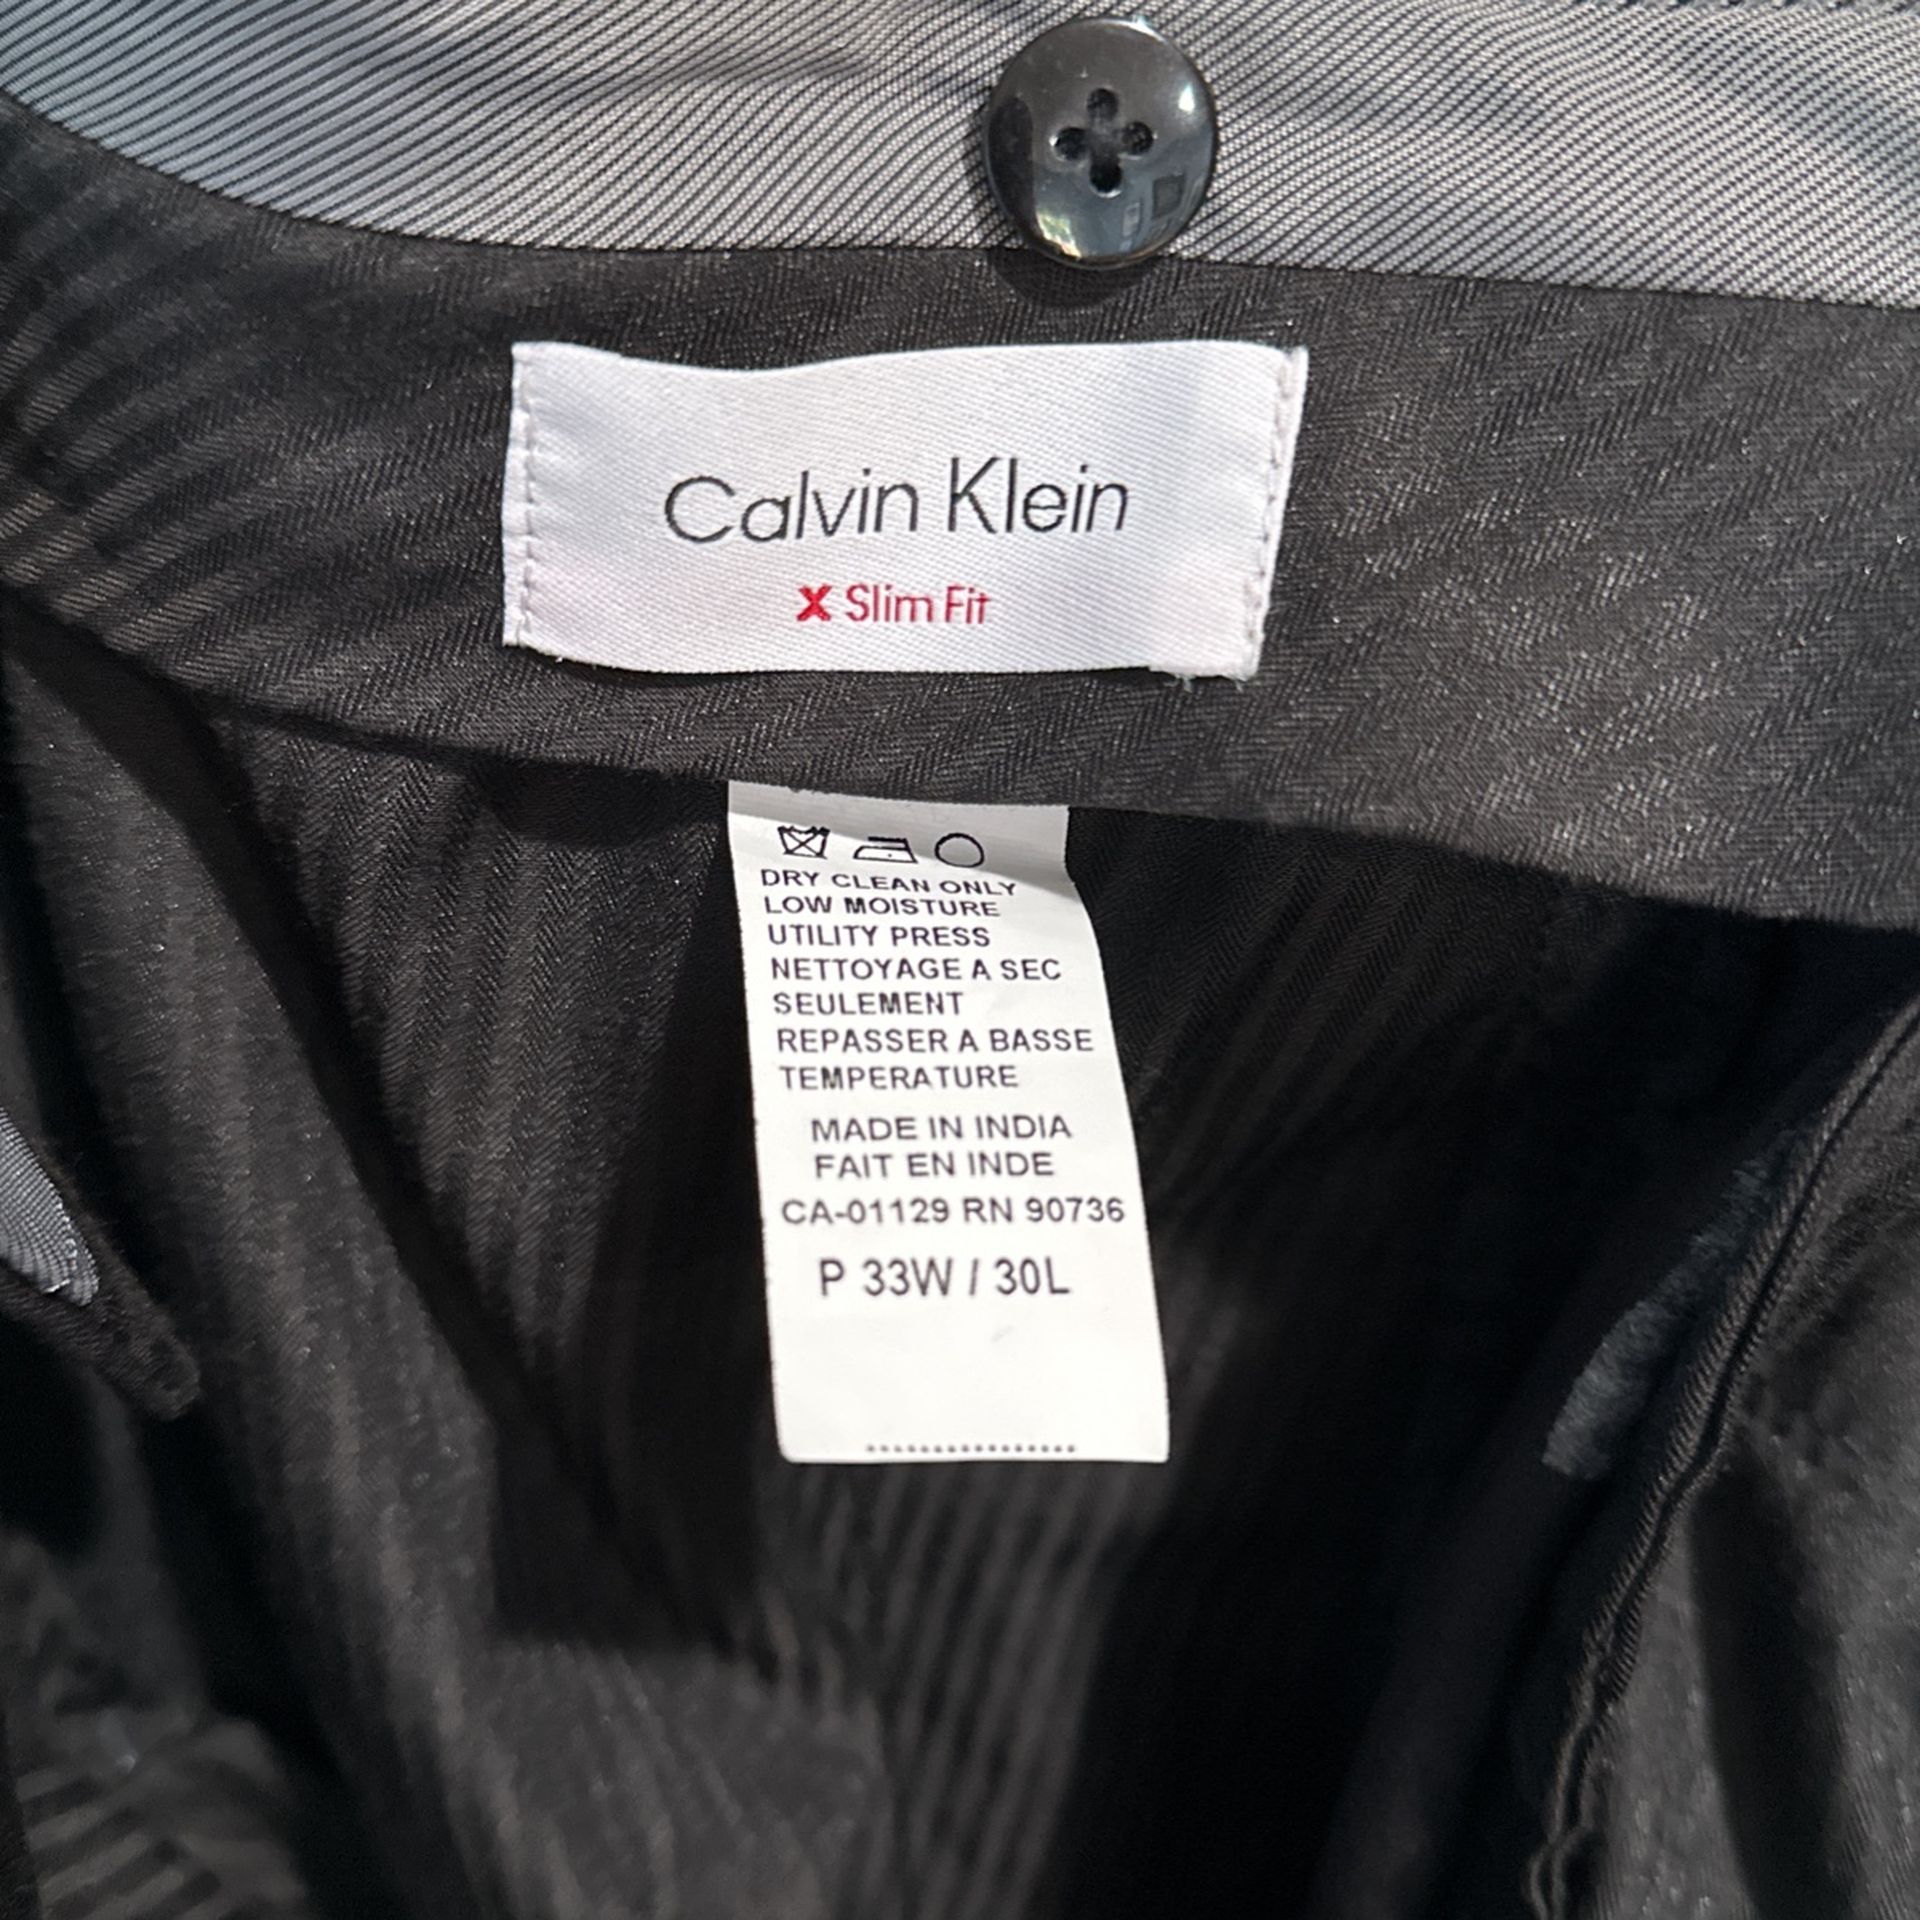 Calvin Klein
X Slim Fit
DRY CLEAN ONLY
LOW MOISTURE
UTILITY PRESS
NETTOYAGE A SEC
SEULEMENT
REPASSER A BASSE
TEMPERATURE
MADE IN INDIA
FAIT EN INDE
CA-01129 RN 90736
P 33W / 30L